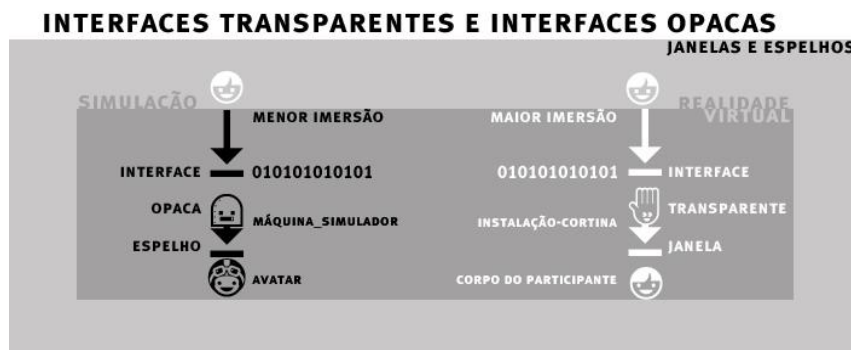 INTERFACES TRANSPARENTES E INTERFACES OPACAS
JANELAS E ESPELHOS
SIMULAÇÃO
MENOR IMERSÃO
INTERFACE 010101010101
OPACA
MÁQUINA_SIMULADOR
ESPELHO
AVATAR
REALIDADE
VIRTUAL
MAIOR IMERSÃO
010101010101 INTERFACE
TRANSPARENTE
INSTALAÇÃO-CORTINA
JANELA
CORPO DO PARTICIPANTE